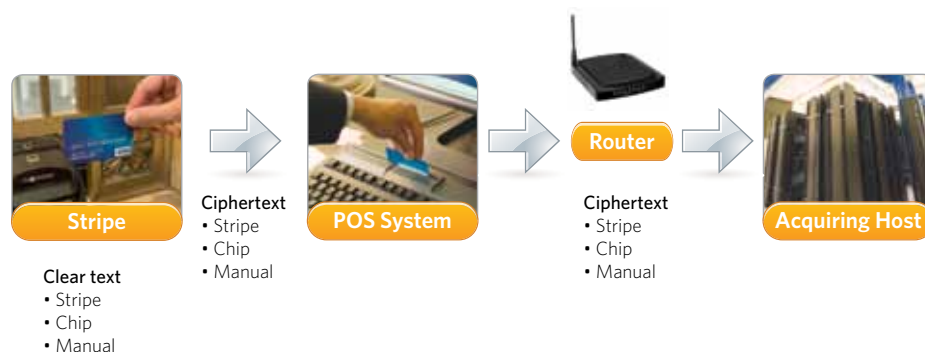 Stripe
Clear text
• Stripe
• Chip
• Manual
Ciphertext
• Stripe
• Chip
• Manual
POS System
Router
Ciphertext
• Stripe
• Chip
• Manual
Acquiring Host